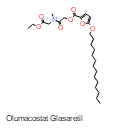 O
O N O
O
O O O
Olumacostat Glasaretil